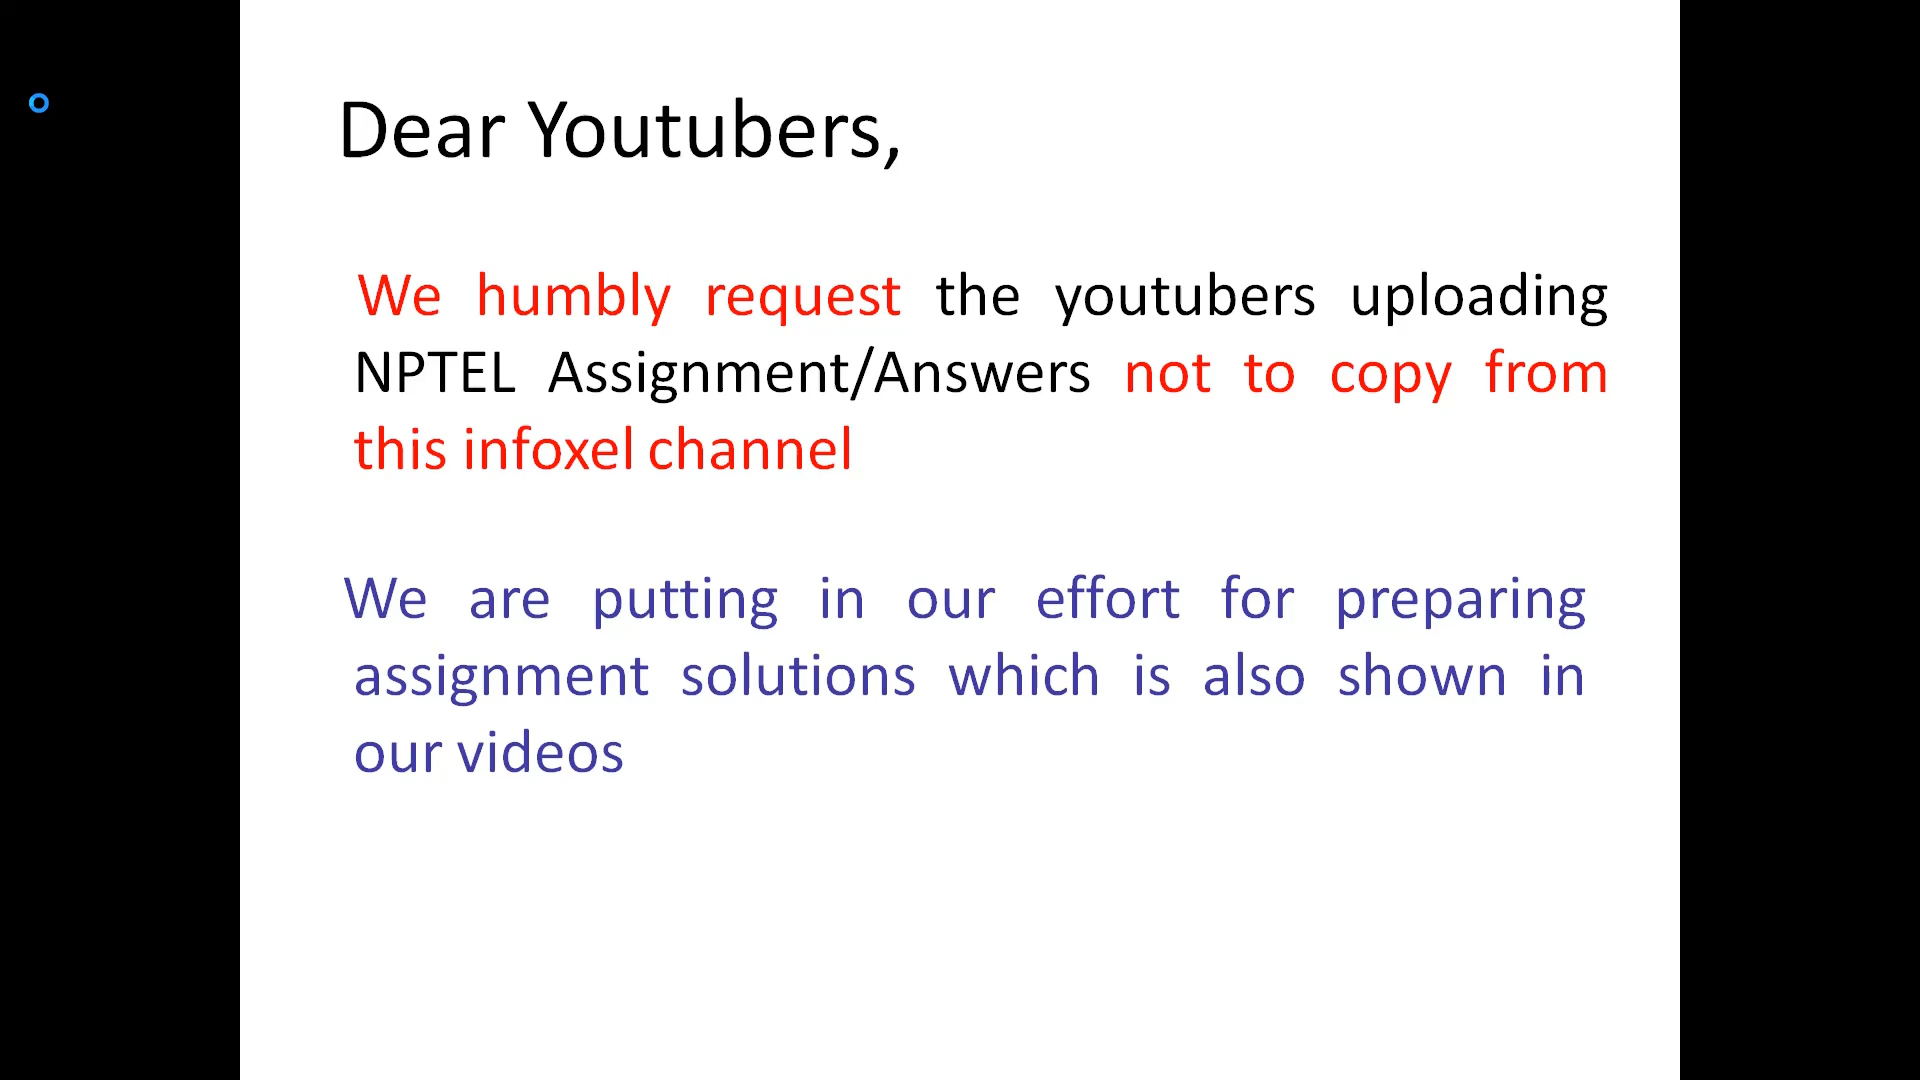 Dear Youtubers,
We humbly request the youtubers uploading
NPTEL Assignment/Answers not to copy from
this infoxel channel
We are putting in our effort for preparing
assignment solutions which is also shown in
our videos